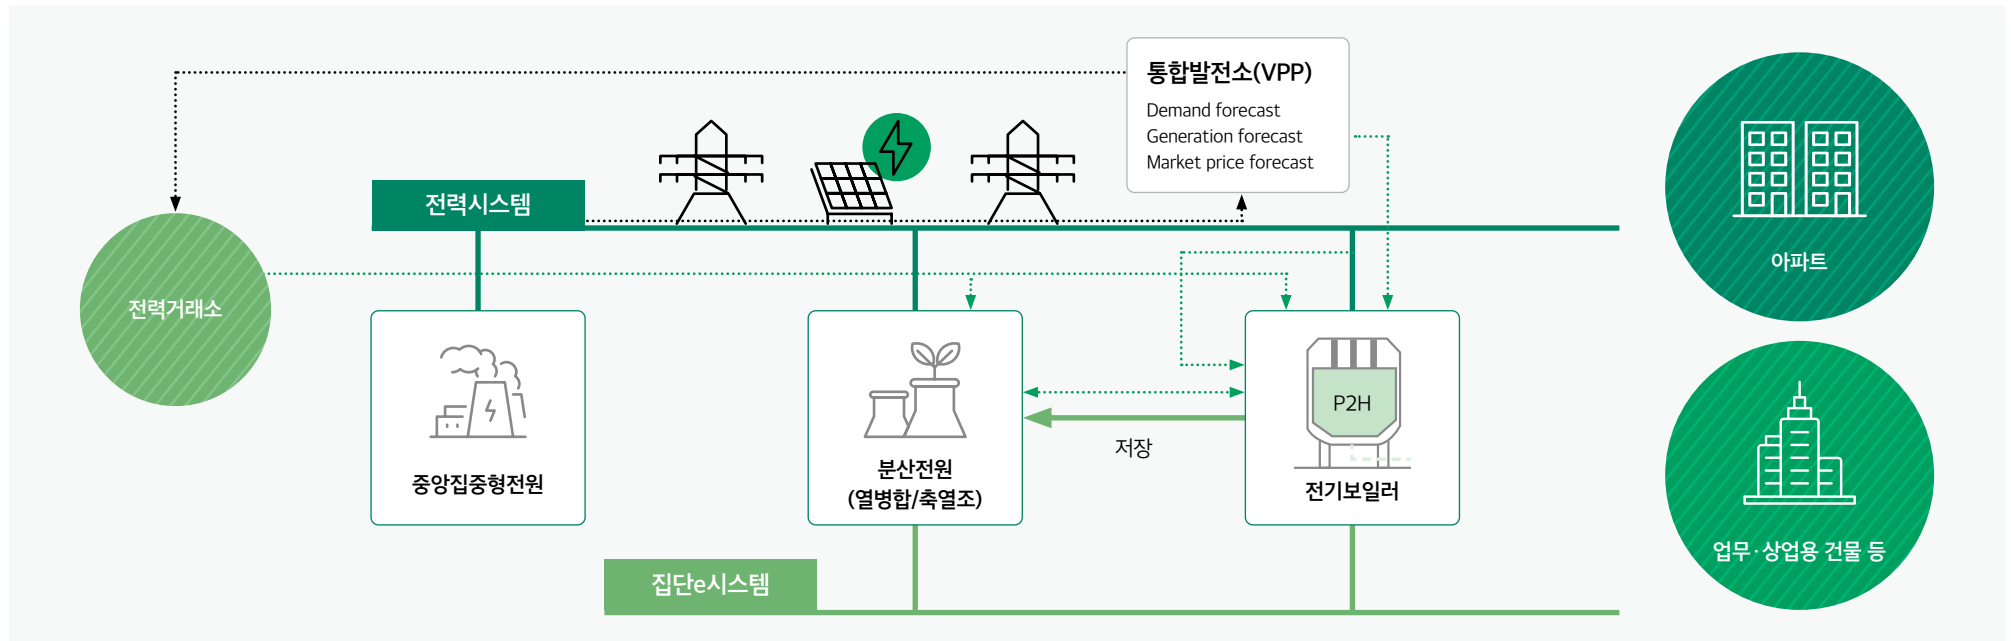 통합발전소(VPP)
Demand forecast
Generation forecast
Market price forecast
전력시스템
전력거래소
아파트
중앙집중형전원
분산전원
(열병합/축열조)
저장
P2H
전기보일러
업무·상업용 건물 등
집단e시스템